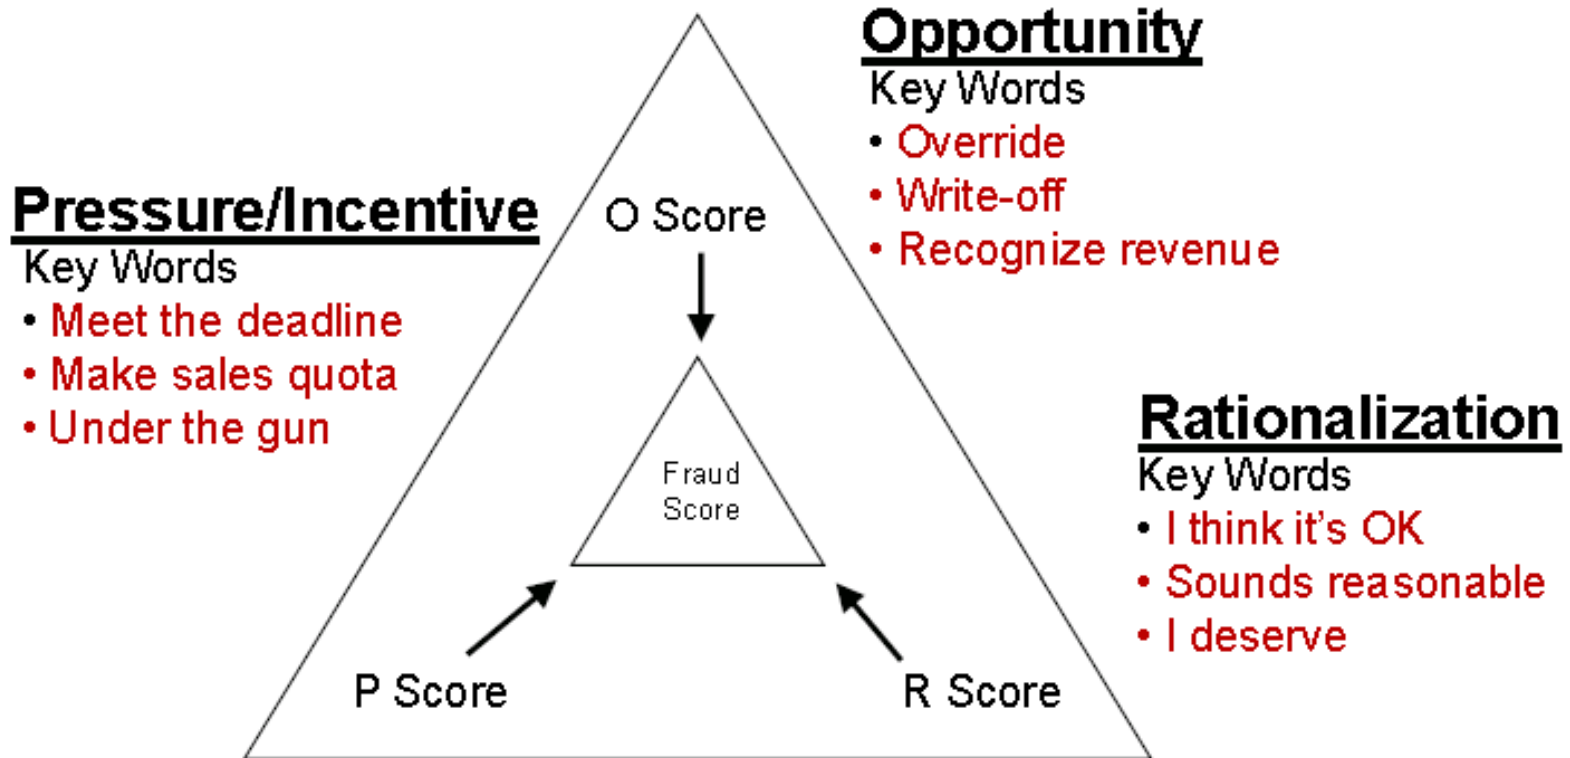 Opportunity
Key Words
• Override
• Write-off
• Recognize revenue
Pressure/Incentive
Key Words
• Meet the deadline
• Make sales quota
• Under the gun
O Score
Fraud
Score
P Score
R Score
Rationalization
Key Words
• I think it's OK
• Sounds reasonable
• I deserve